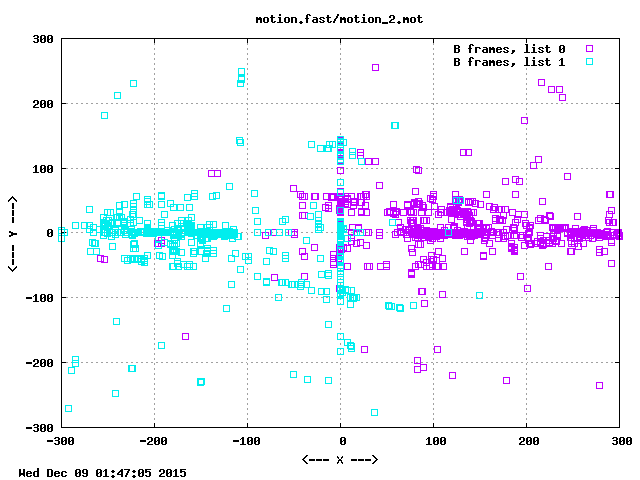 motion.fast/motion_2.mot
B frames, list 0
B frames, list 1
300
200
100
0
-100
-200
-300
<---- Y --->
-300 -200 -100 0 100 200 300
<--- X --->
Wed Dec 09 01:47:05 2015